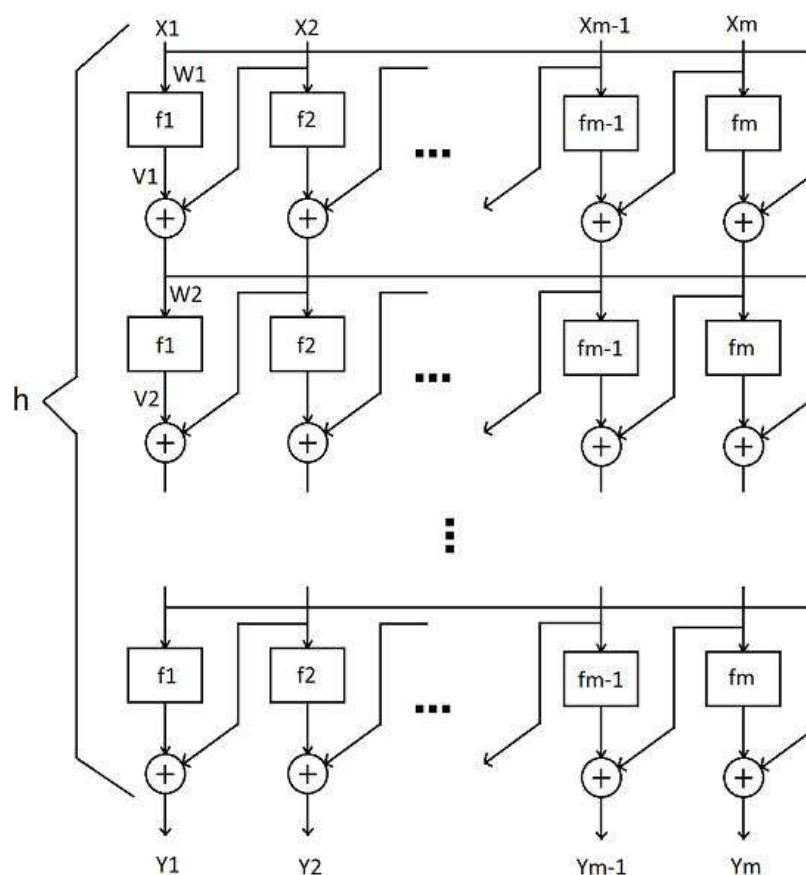 X1 X2 Xm-1 Xm
W1
f1 f2 ... fm-1 fm
V1
+ + + +
W2
f1 f2 ... fm-1 fm
h
V2
+ + + +
...
f1 f2 ... fm-1 fm
+ + + +
Y1 Y2 Ym-1 Ym